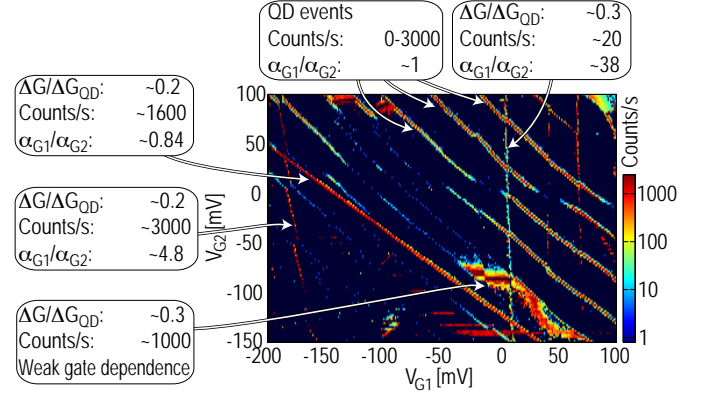 QD events
Counts/s: 0-3000
αG1/αG2: ~1
ΔG/ΔGQD: ~0.3
Counts/s: ~20
αG1/αG2: ~38
ΔG/ΔGQD: ~0.2
Counts/s: ~1600
αG1/αG2: ~0.84
ΔG/ΔGQD: ~0.2
Counts/s: ~3000
αG1/αG2: ~4.8
ΔG/ΔGQD: ~0.3
Counts/s: ~1000
Weak gate dependence
100
50
0
-50
-100
-150
VG2 [mV]
-200 -150 -100 -50 0 50 100
VG1 [mV]
Counts/s
1000
100
10
1